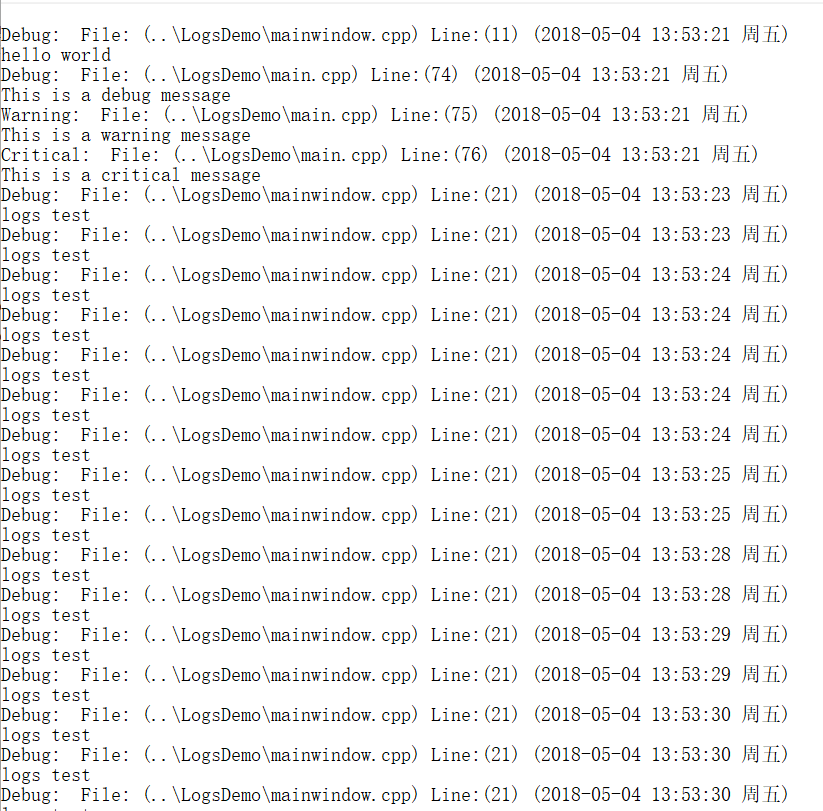 Debug:  File: (..\LogsDemo\mainwindow.cpp) Line:(11) (2018-05-04 13:53:21 周五)
hello world
Debug:  File: (..\LogsDemo\main.cpp) Line:(74) (2018-05-04 13:53:21 周五)
This is a debug message
Warning:  File: (..\LogsDemo\main.cpp) Line:(75) (2018-05-04 13:53:21 周五)
This is a warning message
Critical:  File: (..\LogsDemo\main.cpp) Line:(76) (2018-05-04 13:53:21 周五)
This is a critical message
Debug:  File: (..\LogsDemo\mainwindow.cpp) Line:(21) (2018-05-04 13:53:23 周五)
logs test
Debug:  File: (..\LogsDemo\mainwindow.cpp) Line:(21) (2018-05-04 13:53:23 周五)
logs test
Debug:  File: (..\LogsDemo\mainwindow.cpp) Line:(21) (2018-05-04 13:53:24 周五)
logs test
Debug:  File: (..\LogsDemo\mainwindow.cpp) Line:(21) (2018-05-04 13:53:24 周五)
logs test
Debug:  File: (..\LogsDemo\mainwindow.cpp) Line:(21) (2018-05-04 13:53:24 周五)
logs test
Debug:  File: (..\LogsDemo\mainwindow.cpp) Line:(21) (2018-05-04 13:53:24 周五)
logs test
Debug:  File: (..\LogsDemo\mainwindow.cpp) Line:(21) (2018-05-04 13:53:24 周五)
logs test
Debug:  File: (..\LogsDemo\mainwindow.cpp) Line:(21) (2018-05-04 13:53:25 周五)
logs test
Debug:  File: (..\LogsDemo\mainwindow.cpp) Line:(21) (2018-05-04 13:53:25 周五)
logs test
Debug:  File: (..\LogsDemo\mainwindow.cpp) Line:(21) (2018-05-04 13:53:28 周五)
logs test
Debug:  File: (..\LogsDemo\mainwindow.cpp) Line:(21) (2018-05-04 13:53:28 周五)
logs test
Debug:  File: (..\LogsDemo\mainwindow.cpp) Line:(21) (2018-05-04 13:53:29 周五)
logs test
Debug:  File: (..\LogsDemo\mainwindow.cpp) Line:(21) (2018-05-04 13:53:29 周五)
logs test
Debug:  File: (..\LogsDemo\mainwindow.cpp) Line:(21) (2018-05-04 13:53:30 周五)
logs test
Debug:  File: (..\LogsDemo\mainwindow.cpp) Line:(21) (2018-05-04 13:53:30 周五)
logs test
Debug:  File: (..\LogsDemo\mainwindow.cpp) Line:(21) (2018-05-04 13:53:30 周五)